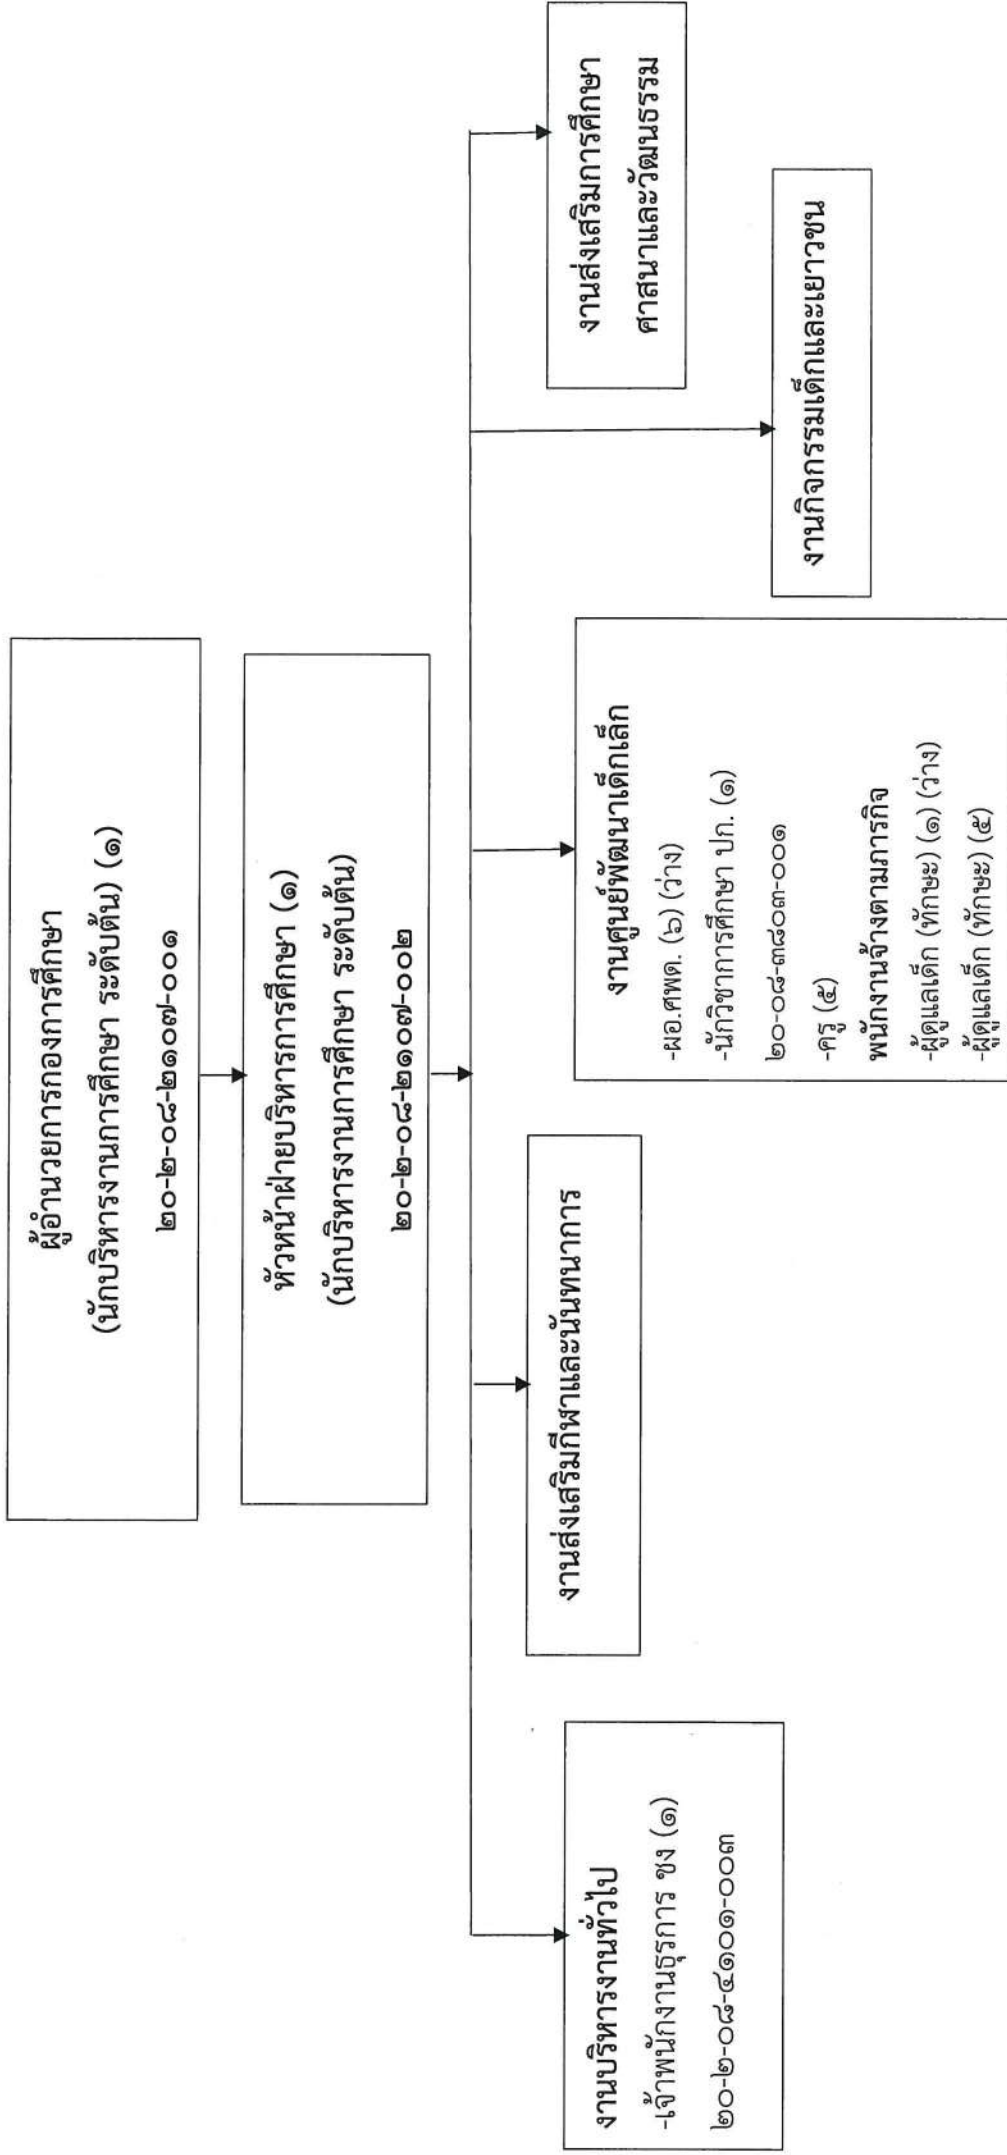 ผู้อำนวยการกองการศึกษา
(นักบริหารงานการศึกษา ระดับต้น) (๑)
๒๐-๒-๐๘-๒๑๐๗-๐๐๑
หัวหน้าฝ่ายบริหารการศึกษา (๑)
(นักบริหารงานการศึกษา ระดับต้น)
๒๐-๒-๐๘-๒๑๐๗-๐๐๒
งานบริหารงานทั่วไป
-เจ้าพนักงานธุรการ ชง (๑)
๒๐-๒-๐๘-๔๑๐๑-๐๐๓
งานส่งเสริมกีฬาและนันทนาการ
งานศูนย์พัฒนาเด็กเล็ก
-ผอ.ศพด. (๖) (ว่าง)
-นักวิชาการศึกษา ปก. (๑)
๒๐-๐๘-๓๘๐๓-๐๐๑
-ครู (๕)
พนักงานจ้างตามภารกิจ
-ผู้ดูแลเด็ก (ทักษะ) (๑) (ว่าง)
-ผู้ดูแลเด็ก (ทักษะ) (๕)
งานกิจกรรมเด็กและเยาวชน
งานส่งเสริมการศึกษา
ศาสนาและวัฒนธรรม